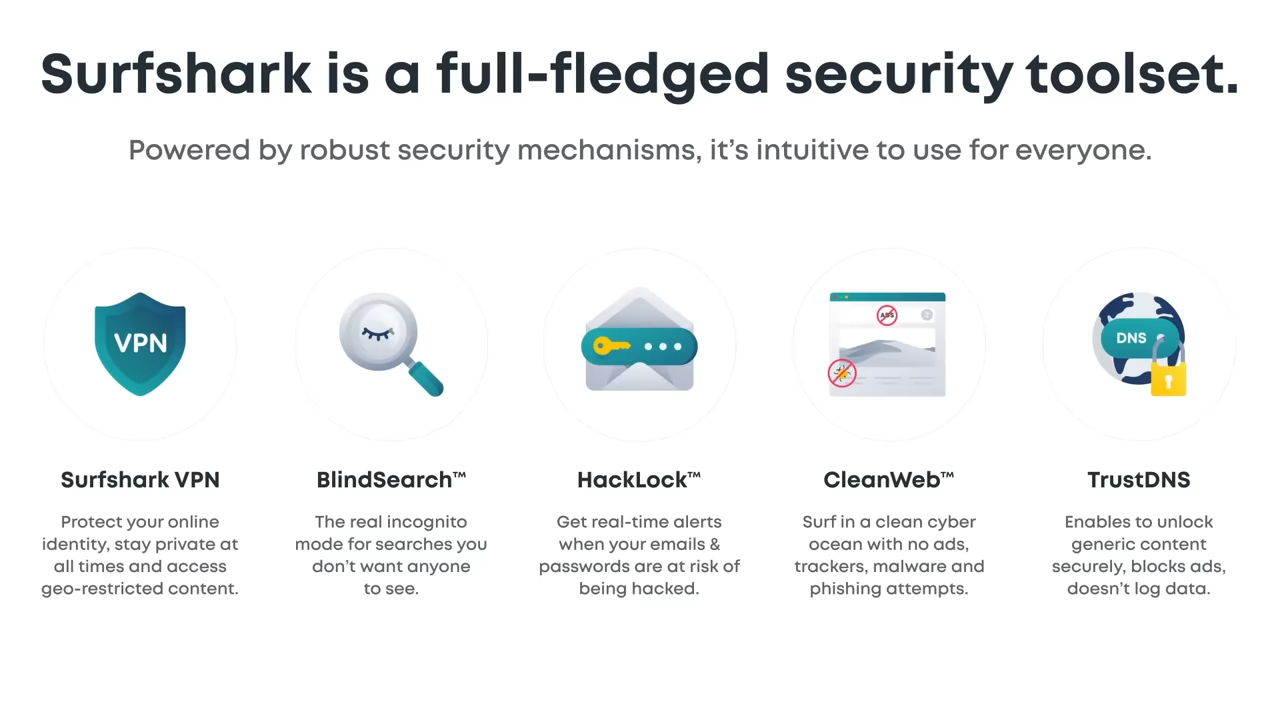 Surfshark is a full-fledged security toolset.
Powered by robust security mechanisms, it's intuitive to use for everyone.
VPN
ADS
DNS
Surfshark VPN
Protect your online
identity, stay private at
all times and access
geo-restricted content.
BlindSearch™
The real incognito
mode for searches you
don't want anyone
to see.
HackLock™
Get real-time alerts
when your emails &
passwords are at risk of
being hacked.
CleanWeb™
Surf in a clean cyber
ocean with no ads,
trackers, malware and
phishing attempts.
TrustDNS
Enables to unlock
generic content
securely, blocks ads,
doesn't log data.